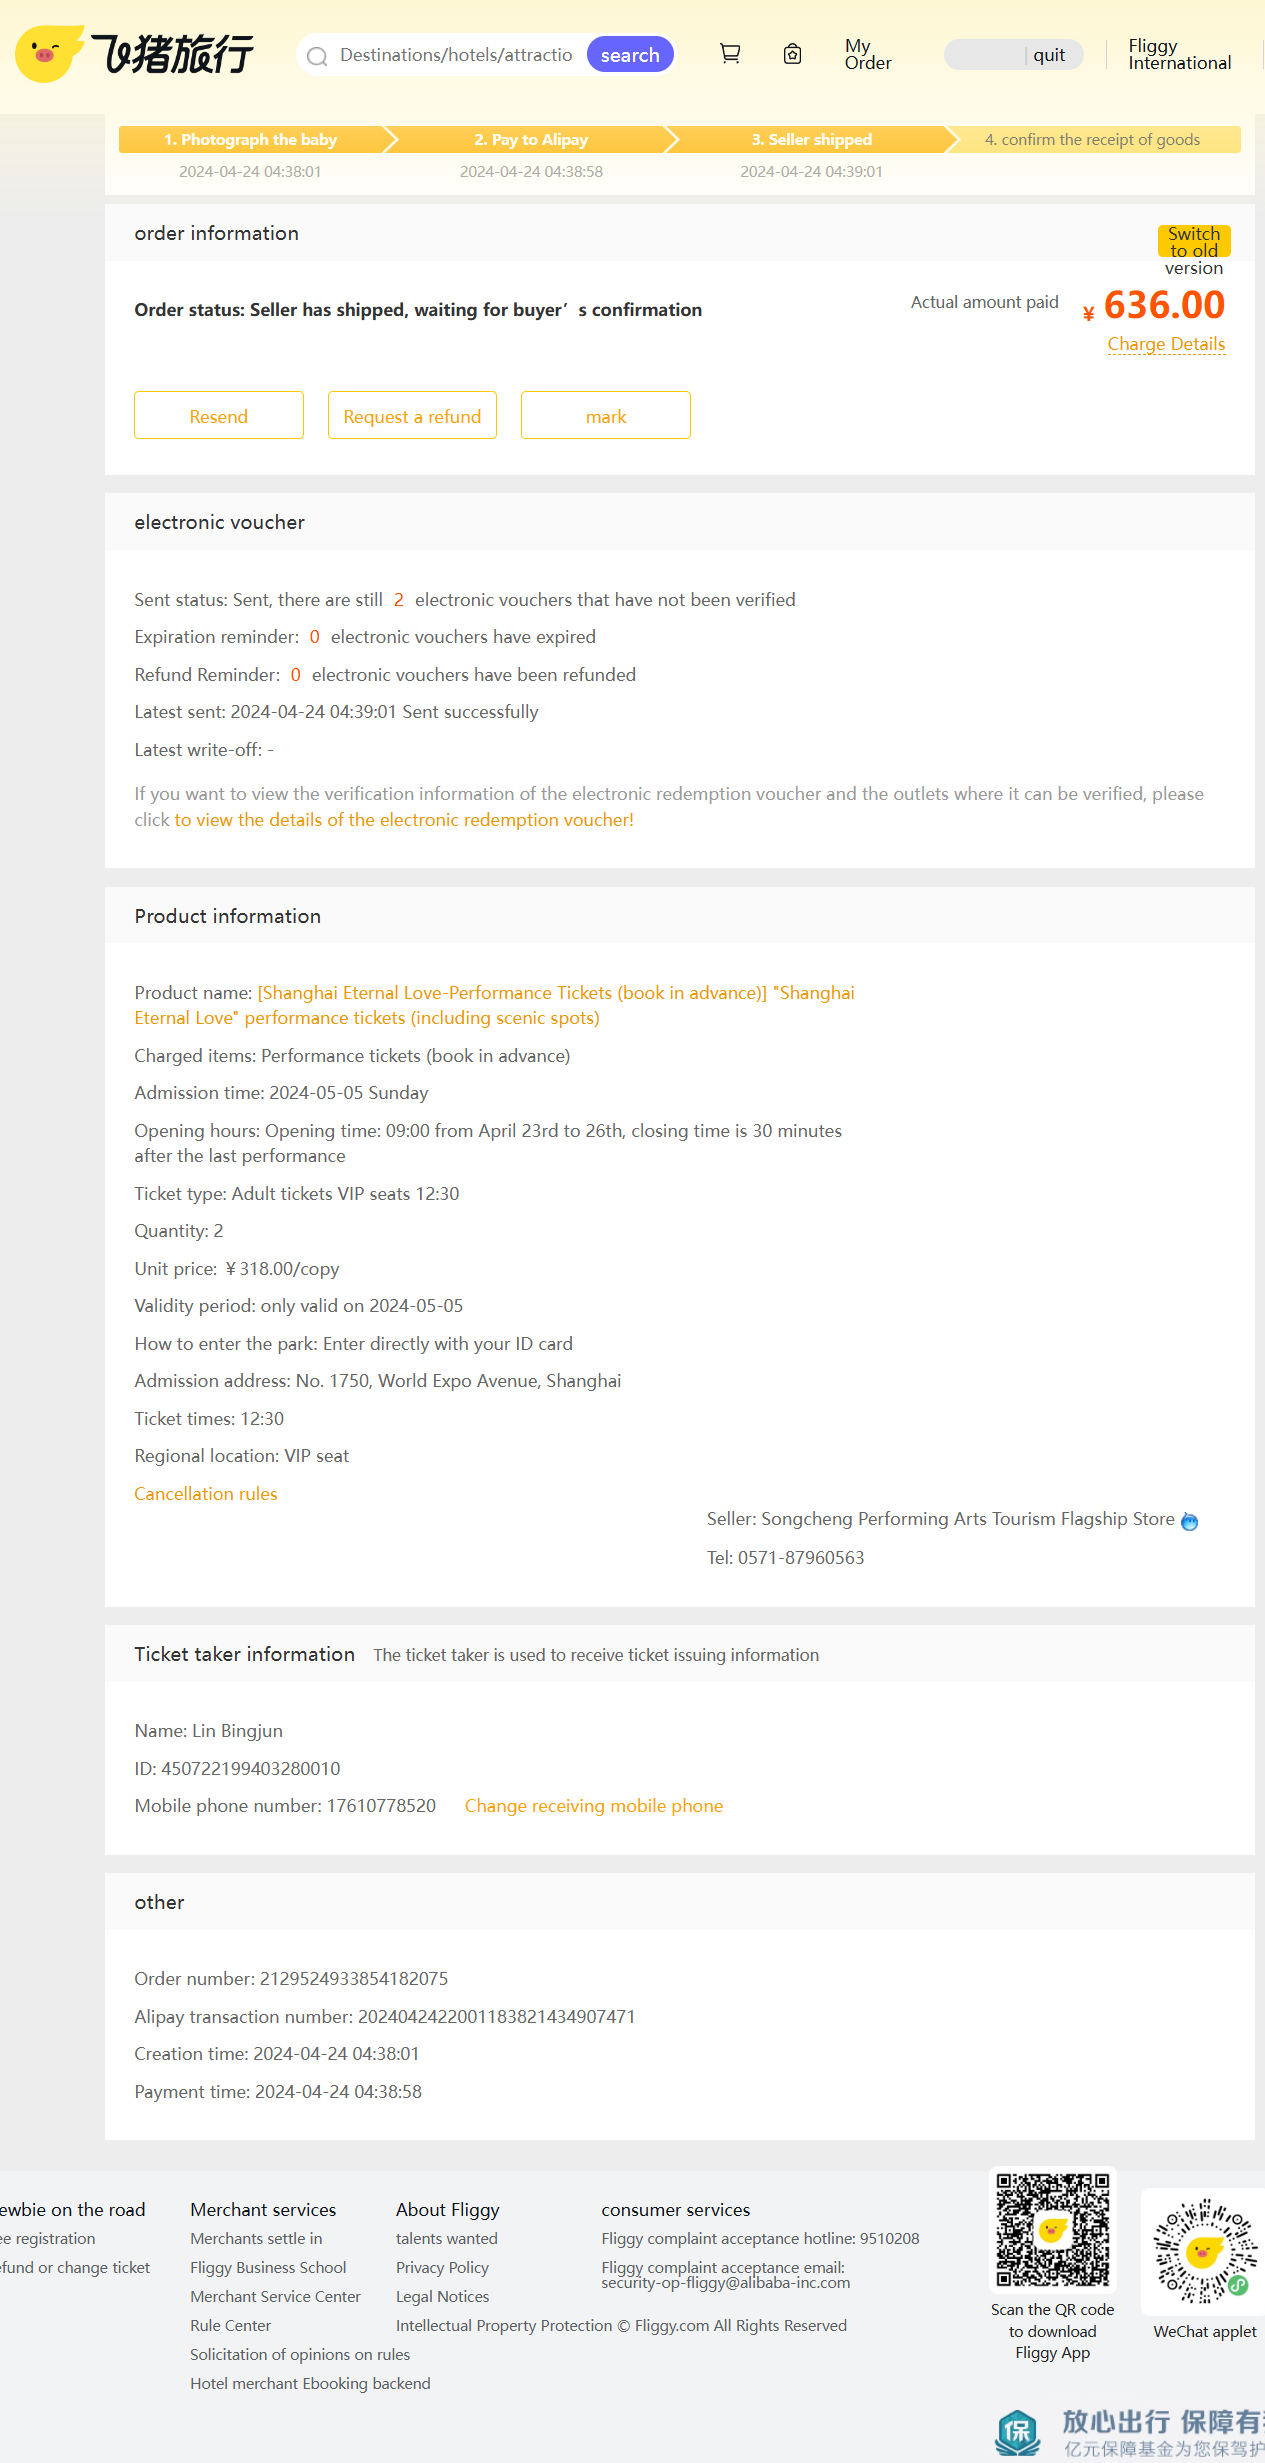 飞猪旅行
Destinations/hotels/attractio
search
My
Order
quit
Fliggy
International
1. Photograph the baby
2. Pay to Alipay
3. Seller shipped
4. confirm the receipt of goods
2024-04-24 04:38:01
2024-04-24 04:38:58
2024-04-24 04:39:01
order information
Switch
to old
version
Order status: Seller has shipped, waiting for buyer’s confirmation
Actual amount paid ¥ 636.00
Charge Details
Resend
Request a refund
mark
electronic voucher
Sent status: Sent, there are still 2 electronic vouchers that have not been verified
Expiration reminder: 0 electronic vouchers have expired
Refund Reminder: 0 electronic vouchers have been refunded
Latest sent: 2024-04-24 04:39:01 Sent successfully
Latest write-off: -
If you want to view the verification information of the electronic redemption voucher and the outlets where it can be verified, please
click to view the details of the electronic redemption voucher!
Product information
Product name: [Shanghai Eternal Love-Performance Tickets (book in advance)] "Shanghai
Eternal Love" performance tickets (including scenic spots)
Charged items: Performance tickets (book in advance)
Admission time: 2024-05-05 Sunday
Opening hours: Opening time: 09:00 from April 23rd to 26th, closing time is 30 minutes
after the last performance
Ticket type: Adult tickets VIP seats 12:30
Quantity: 2
Unit price: ¥318.00/copy
Validity period: only valid on 2024-05-05
How to enter the park: Enter directly with your ID card
Admission address: No. 1750, World Expo Avenue, Shanghai
Ticket times: 12:30
Regional location: VIP seat
Cancellation rules
Seller: Songcheng Performing Arts Tourism Flagship Store
Tel: 0571-87960563
Ticket taker information The ticket taker is used to receive ticket issuing information
Name: Lin Bingjun
ID: 450722199403280010
Mobile phone number: 17610778520 Change receiving mobile phone
other
Order number: 2129524933854182075
Alipay transaction number: 2024042422001183821434907471
Creation time: 2024-04-24 04:38:01
Payment time: 2024-04-24 04:38:58
ewbie on the road
ee registration
efund or change ticket
Merchant services
Merchants settle in
Fliggy Business School
Merchant Service Center
Rule Center
Solicitation of opinions on rules
Hotel merchant Ebooking backend
About Fliggy
talents wanted
Privacy Policy
Legal Notices
Intellectual Property Protection © Fliggy.com All Rights Reserved
consumer services
Fliggy complaint acceptance hotline: 9510208
Fliggy complaint acceptance email:
security-op-fliggy@alibaba-inc.com
Scan the QR code
to download
Fliggy App
WeChat applet
保
放心出行 保障有
亿元保障基金为您保驾护